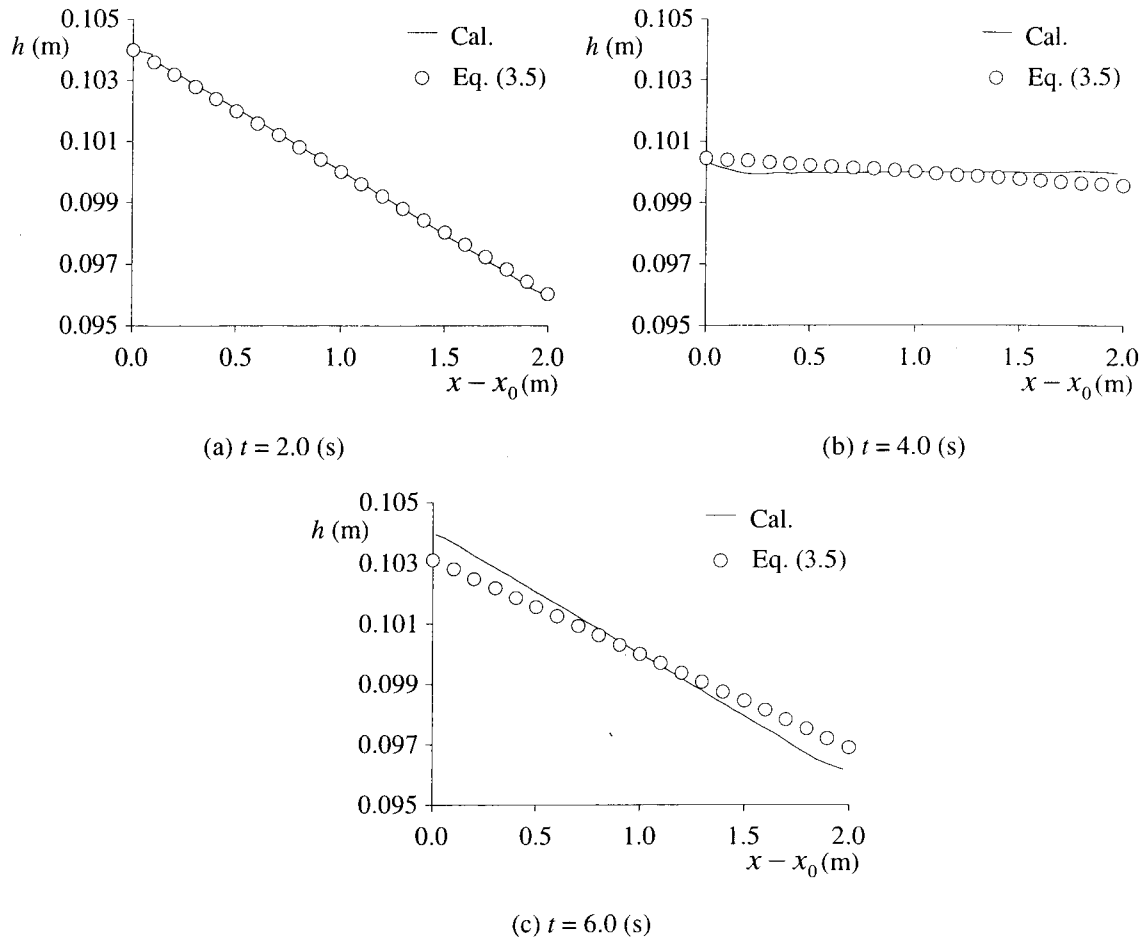 0.105
h (m)
0.103
0.101
0.099
0.097
0.095
0.0 0.5 1.0 1.5 2.0
x − x0 (m)
Cal.
Eq. (3.5)
(a) t = 2.0 (s)
0.105
h (m)
0.103
0.101
0.099
0.097
0.095
0.0 0.5 1.0 1.5 2.0
x − x0 (m)
Cal.
Eq. (3.5)
(b) t = 4.0 (s)
0.105
h (m)
0.103
0.101
0.099
0.097
0.095
0.0 0.5 1.0 1.5 2.0
x − x0 (m)
Cal.
Eq. (3.5)
(c) t = 6.0 (s)